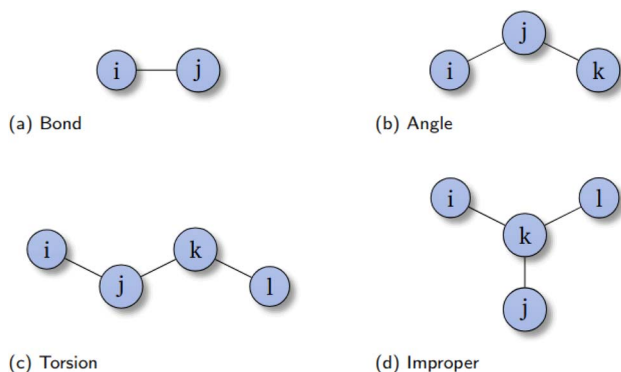 i j
j
i k
(a) Bond
(b) Angle
i
k
j
l
i l
k
j
(c) Torsion
(d) Improper